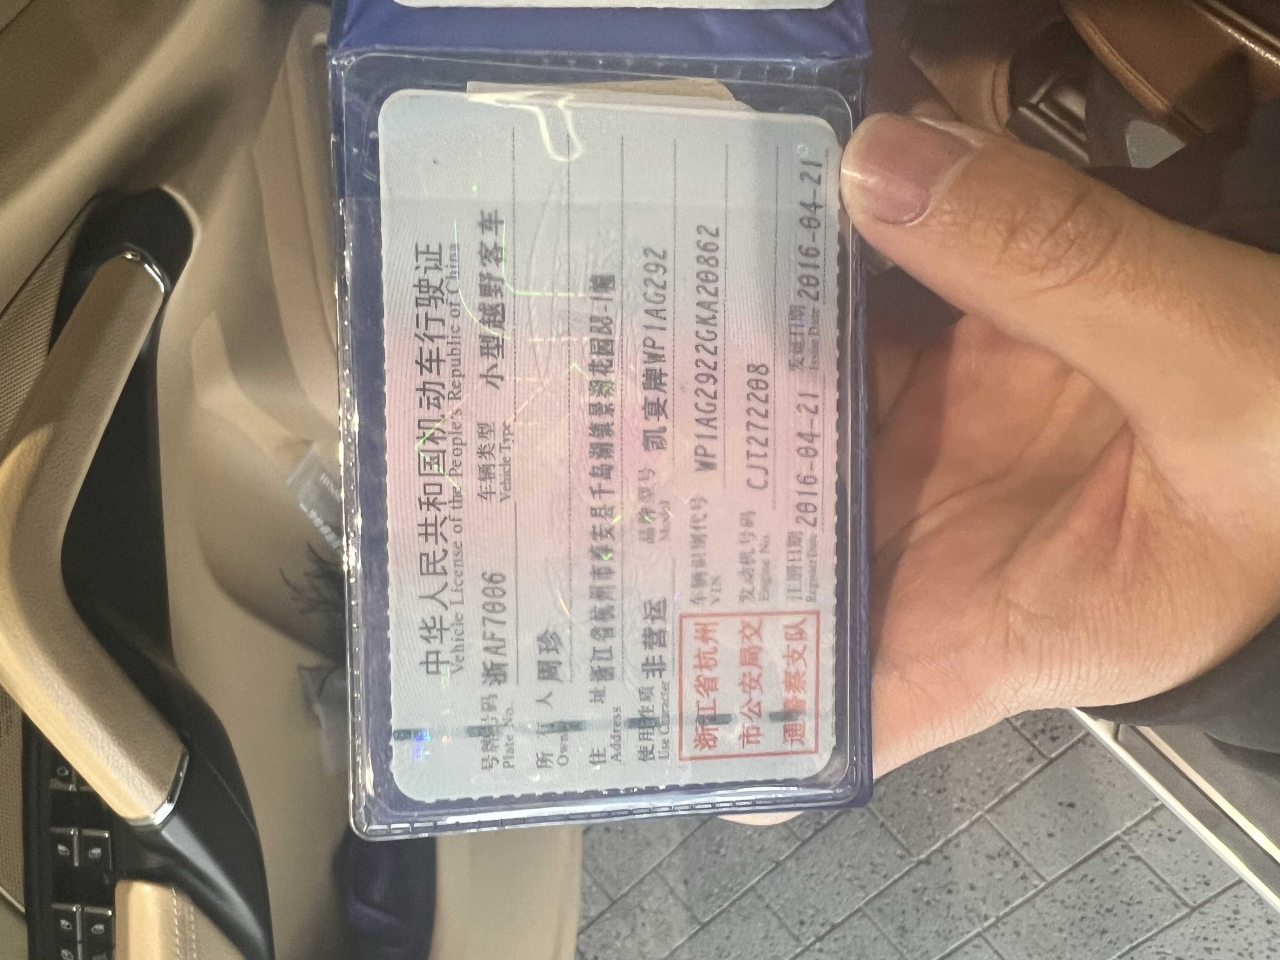 中华人民共和国机动车行驶证
Vehicle License of the People's Republic of China
号牌号码 浙AF7006 车辆类型 小型越野客车
Plate No. Vehicle Type
所有人 周珍
Owner
住址 浙江省杭州市淳安县千岛湖镇景湖花园
Address
使用性质 非营运 品牌型号 凯宴牌WP1AG292
Use Character Model
浙江省杭州
市公安局交
通警察支队
车辆识别代号 WP1AG2922GKA20862
VIN
发动机号码 CJT272208
Engine No.
注册日期 2016-04-21 发证日期 2016-04-21
Register Date Issue Date